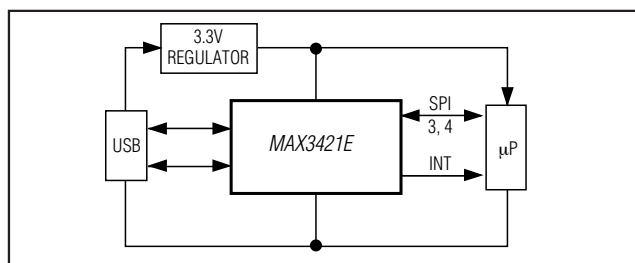 3.3V
REGULATOR
USB
MAX3421E
SPI
3, 4
INT
μP